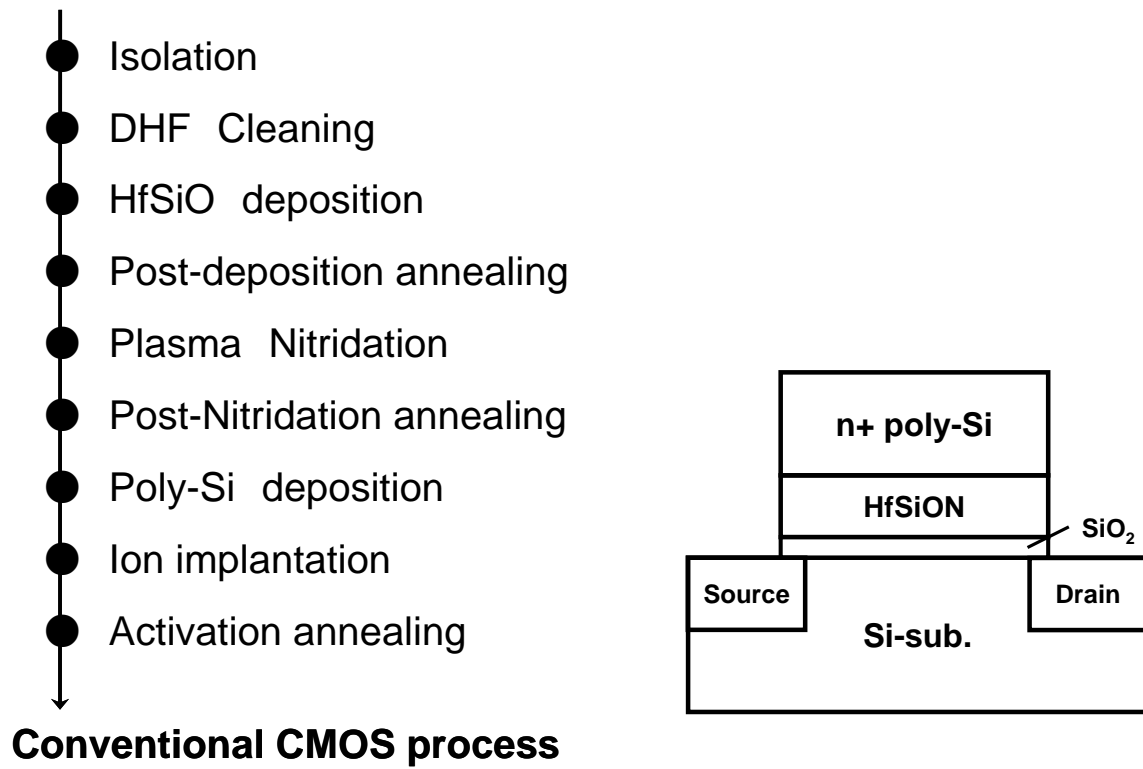 Isolation
DHF Cleaning
HfSiO deposition
Post-deposition annealing
Plasma Nitridation
Post-Nitridation annealing
Poly-Si deposition
Ion implantation
Activation annealing
Conventional CMOS process
n+ poly-Si
HfSiON
SiO₂
Source
Drain
Si-sub.